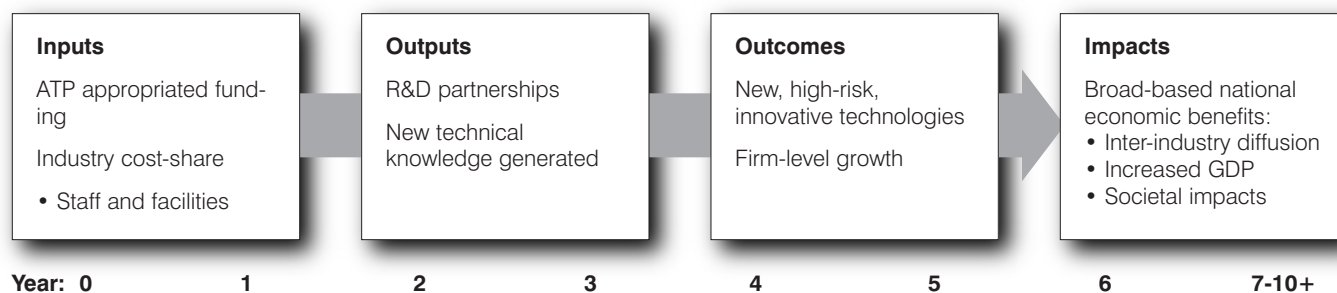 Inputs
ATP appropriated fund-
ing
Industry cost-share
• Staff and facilities
Outputs
R&D partnerships
New technical
knowledge generated
Outcomes
New, high-risk,
innovative technologies
Firm-level growth
Impacts
Broad-based national
economic benefits:
• Inter-industry diffusion
• Increased GDP
• Societal impacts
Year: 0 1 2 3 4 5 6 7-10+